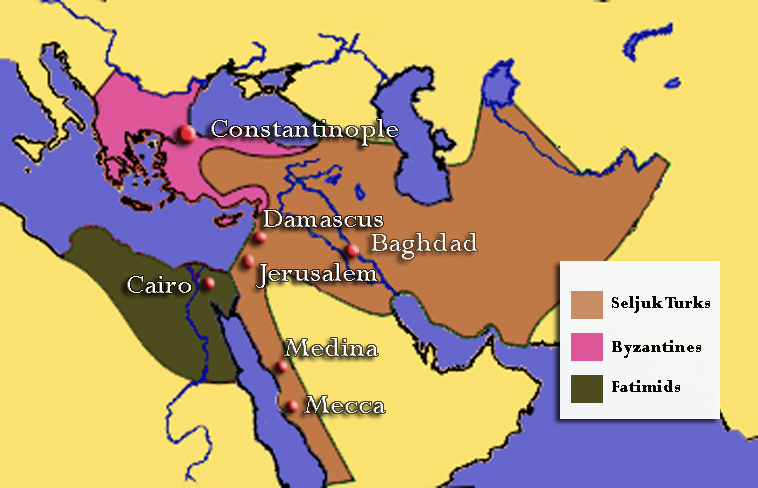 Constantinople
Damascus
Baghdad
Jerusalem
Cairo
Medina
Mecca
Seljuk Turks
Byzantines
Fatimids